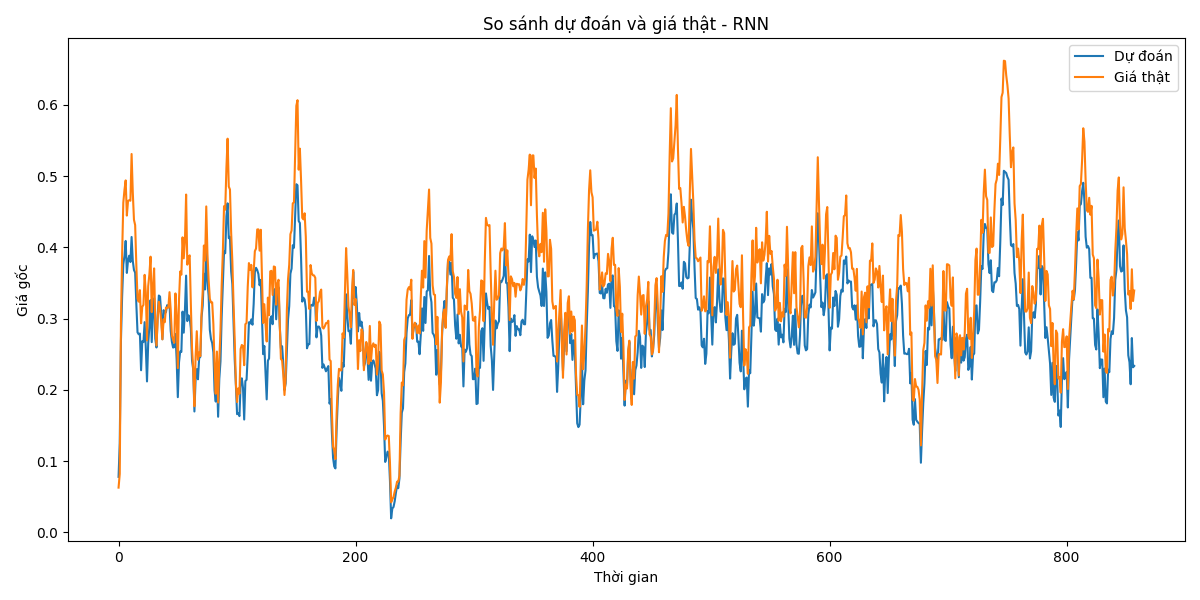 So sánh dự đoán và giá thật - RNN
Dự đoán
Giá thật
Giá gốc
0.6
0.5
0.4
0.3
0.2
0.1
0.0
0
200
400
600
800
Thời gian